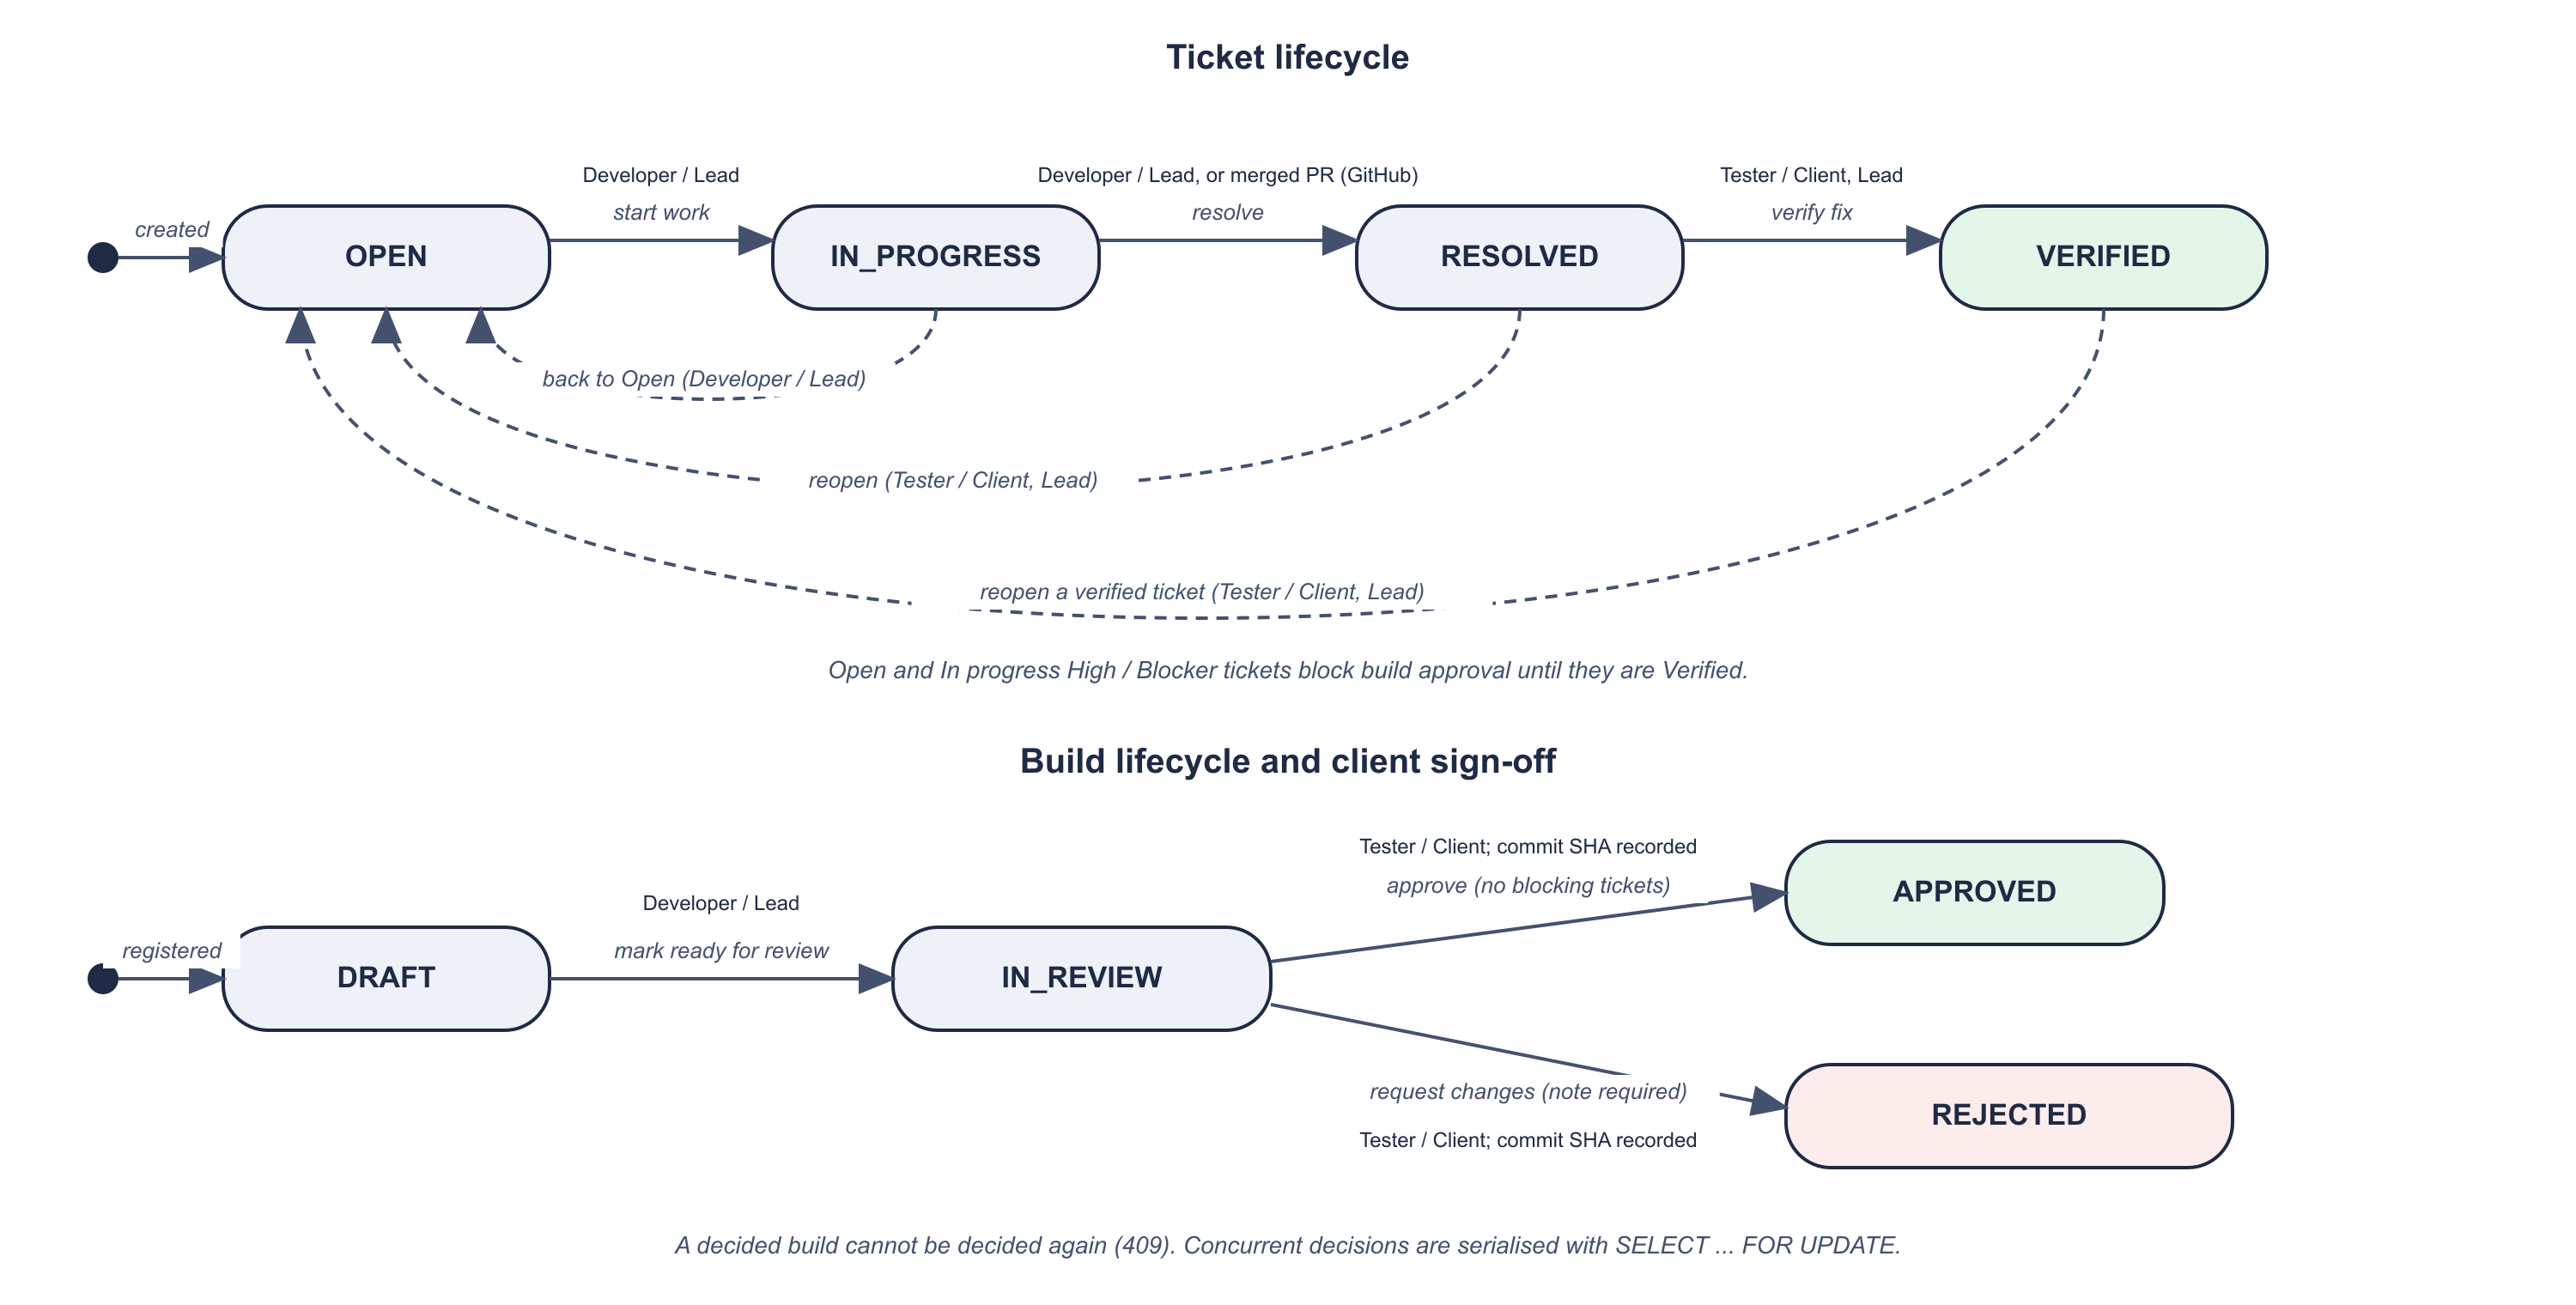 Ticket lifecycle
Developer / Lead
Developer / Lead, or merged PR (GitHub)
Tester / Client, Lead
created
start work
resolve
verify fix
OPEN
IN_PROGRESS
RESOLVED
VERIFIED
back to Open (Developer / Lead)
reopen (Tester / Client, Lead)
reopen a verified ticket (Tester / Client, Lead)
Open and In progress High / Blocker tickets block build approval until they are Verified.
Build lifecycle and client sign-off
Tester / Client; commit SHA recorded
approve (no blocking tickets)
APPROVED
Developer / Lead
registered
mark ready for review
DRAFT
IN_REVIEW
request changes (note required)
REJECTED
Tester / Client; commit SHA recorded
A decided build cannot be decided again (409). Concurrent decisions are serialised with SELECT ... FOR UPDATE.